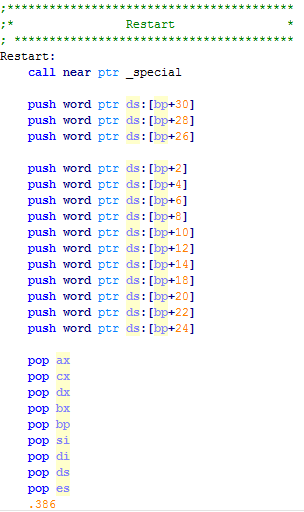 ;************************************
;* Restart *
; ***********************************
Restart:
call near ptr _special
push word ptr ds:[bp+30]
push word ptr ds:[bp+28]
push word ptr ds:[bp+26]
push word ptr ds:[bp+2]
push word ptr ds:[bp+4]
push word ptr ds:[bp+6]
push word ptr ds:[bp+8]
push word ptr ds:[bp+10]
push word ptr ds:[bp+12]
push word ptr ds:[bp+14]
push word ptr ds:[bp+18]
push word ptr ds:[bp+20]
push word ptr ds:[bp+22]
push word ptr ds:[bp+24]
pop ax
pop cx
pop dx
pop bx
pop bp
pop si
pop di
pop ds
pop es
.386